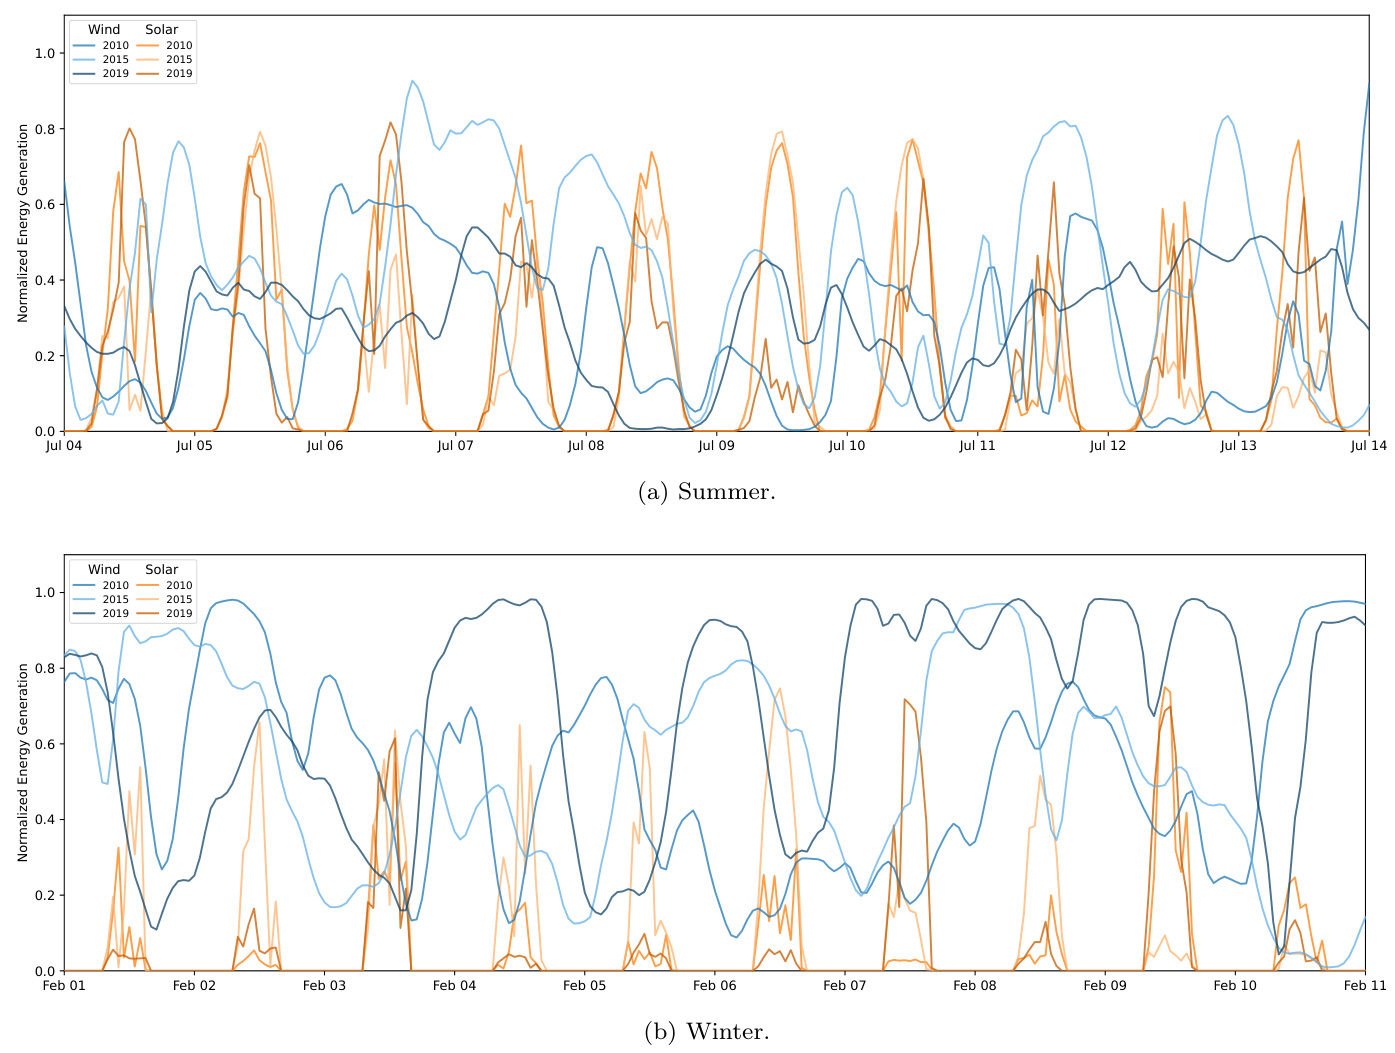 Wind Solar
2010 2010
2015 2015
2019 2019
Normalized Energy Generation
1.0
0.8
0.6
0.4
0.2
0.0
Jul 04 Jul 05 Jul 06 Jul 07 Jul 08 Jul 09 Jul 10 Jul 11 Jul 12 Jul 13 Jul 14
(a) Summer.
Wind Solar
2010 2010
2015 2015
2019 2019
Normalized Energy Generation
1.0
0.8
0.6
0.4
0.2
0.0
Feb 01 Feb 02 Feb 03 Feb 04 Feb 05 Feb 06 Feb 07 Feb 08 Feb 09 Feb 10 Feb 11
(b) Winter.